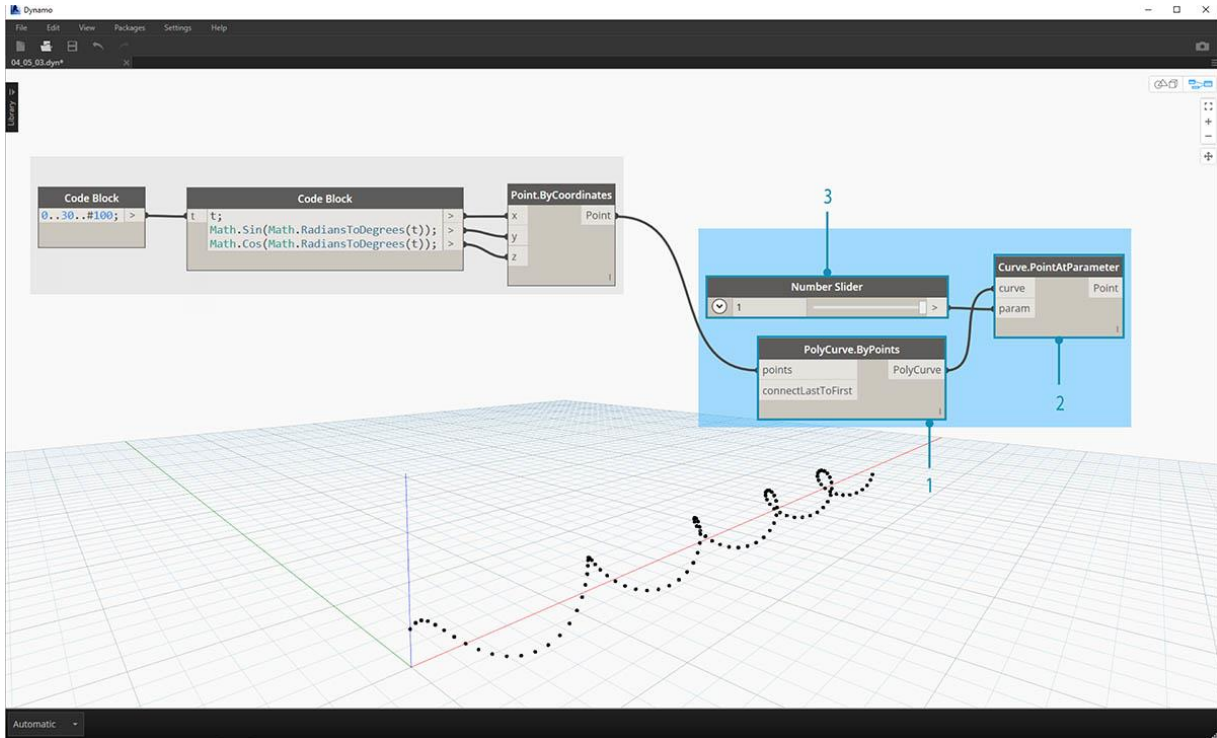 Dynamo
File Edit View Packages Settings Help
04_05_03.dyn*
Library
Code Block
0..30..#100; >
Code Block
t t; >
Math.Sin(Math.RadiansToDegrees(t)); >
Math.Cos(Math.RadiansToDegrees(t)); >
Point.ByCoordinates
x Point
y
z
3
Number Slider
1 >
Curve.PointAtParameter
curve Point
param
PolyCurve.ByPoints
points PolyCurve
connectLastToFirst
2
1
Automatic